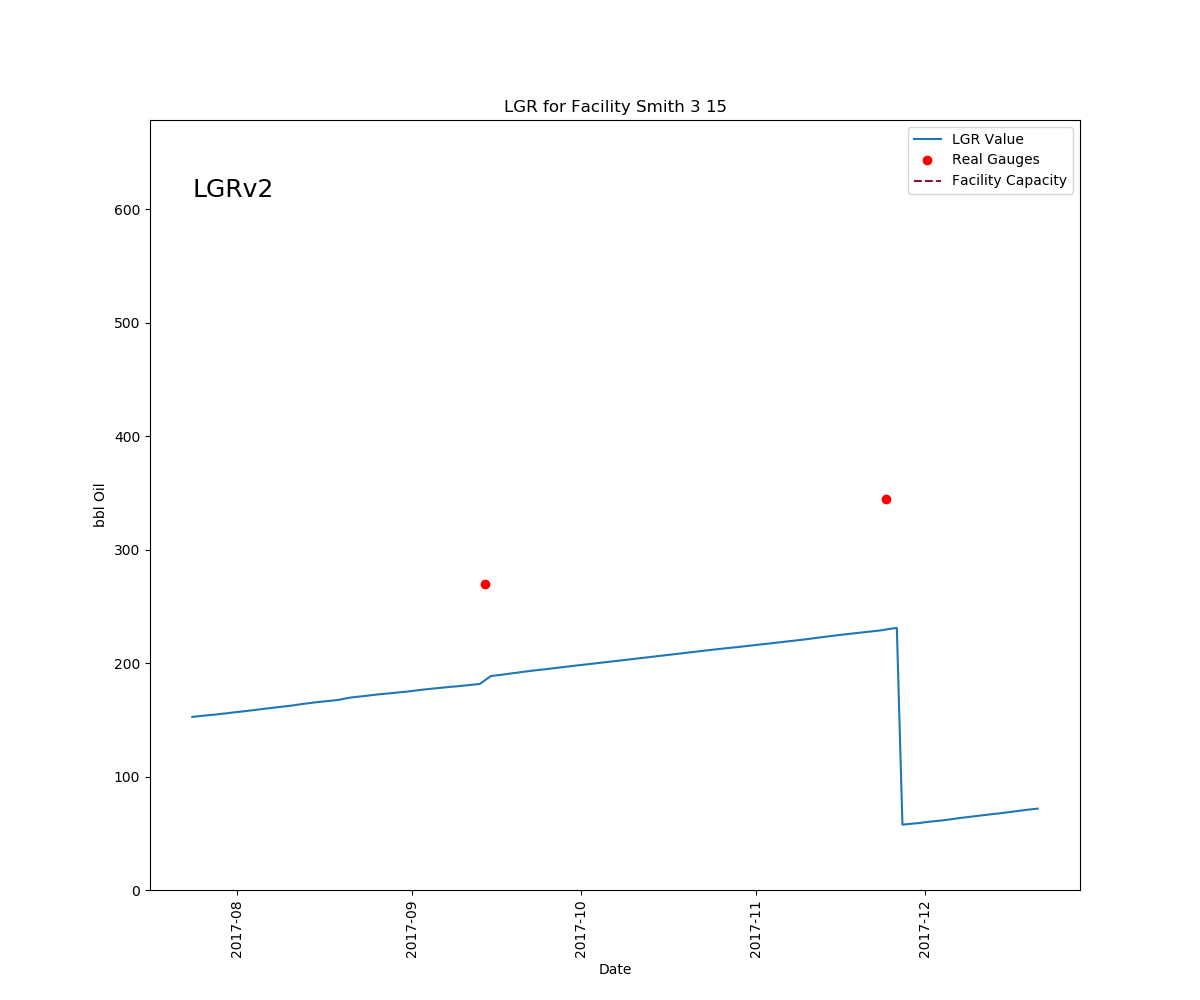 LGR for Facility Smith 3 15
LGRv2
LGR Value
Real Gauges
Facility Capacity
600
500
400
300
200
100
0
bbl Oil
2017-08
2017-09
2017-10
2017-11
2017-12
Date